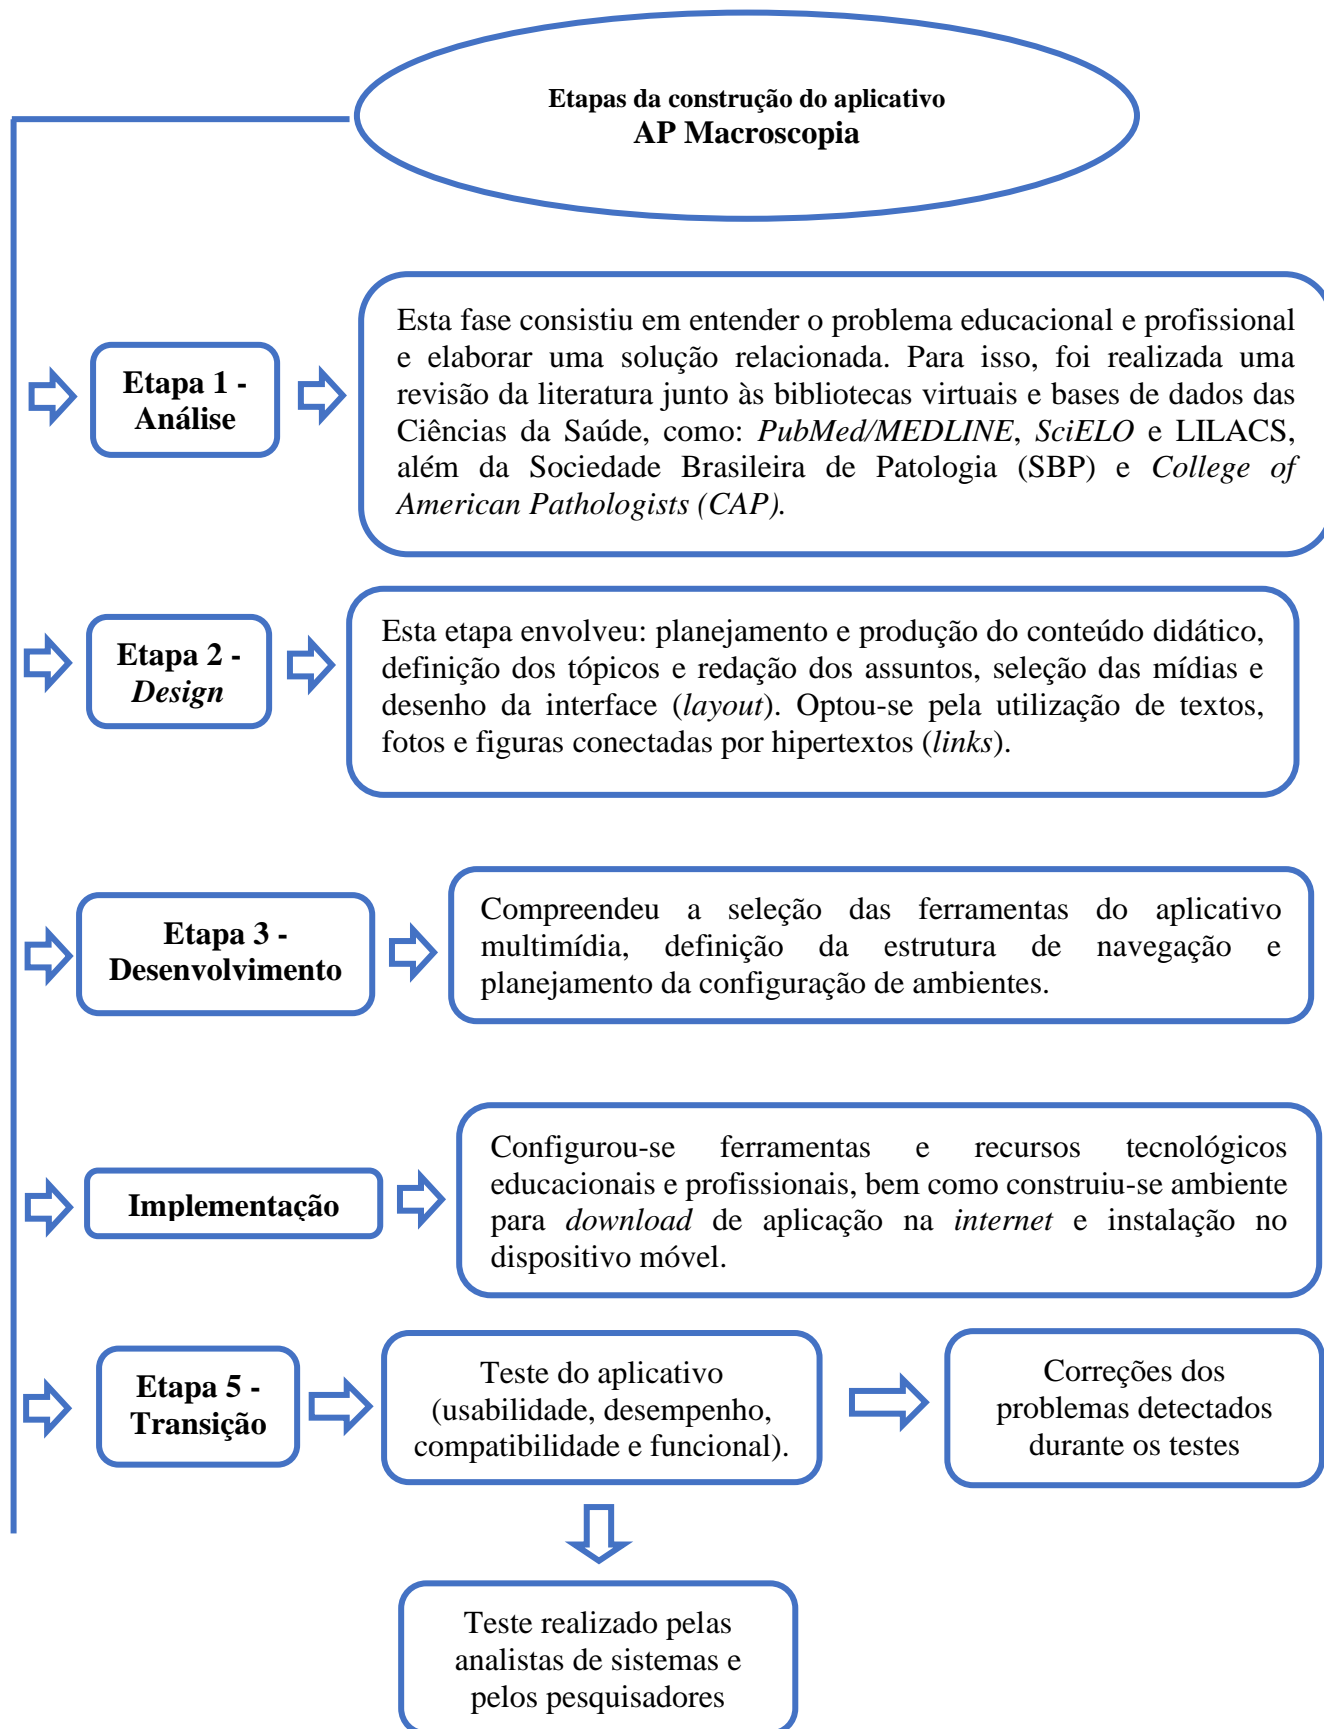 Etapas da construção do aplicativo
AP Macroscopia
Etapa 1 -
Análise
Esta fase consistiu em entender o problema educacional e profissional
e elaborar uma solução relacionada. Para isso, foi realizada uma
revisão da literatura junto às bibliotecas virtuais e bases de dados das
Ciências da Saúde, como: PubMed/MEDLINE, SciELO e LILACS,
além da Sociedade Brasileira de Patologia (SBP) e College of
American Pathologists (CAP).
Etapa 2 -
Design
Esta etapa envolveu: planejamento e produção do conteúdo didático,
definição dos tópicos e redação dos assuntos, seleção das mídias e
desenho da interface (layout). Optou-se pela utilização de textos,
fotos e figuras conectadas por hipertextos (links).
Etapa 3 -
Desenvolvimento
Compreendeu a seleção das ferramentas do aplicativo
multimídia, definição da estrutura de navegação e
planejamento da configuração de ambientes.
Implementação
Configurou-se ferramentas e recursos tecnológicos
educacionais e profissionais, bem como construiu-se ambiente
para download de aplicação na internet e instalação no
dispositivo móvel.
Etapa 5 -
Transição
Teste do aplicativo
(usabilidade, desempenho,
compatibilidade e funcional).
Correções dos
problemas detectados
durante os testes
Teste realizado pelas
analistas de sistemas e
pelos pesquisadores